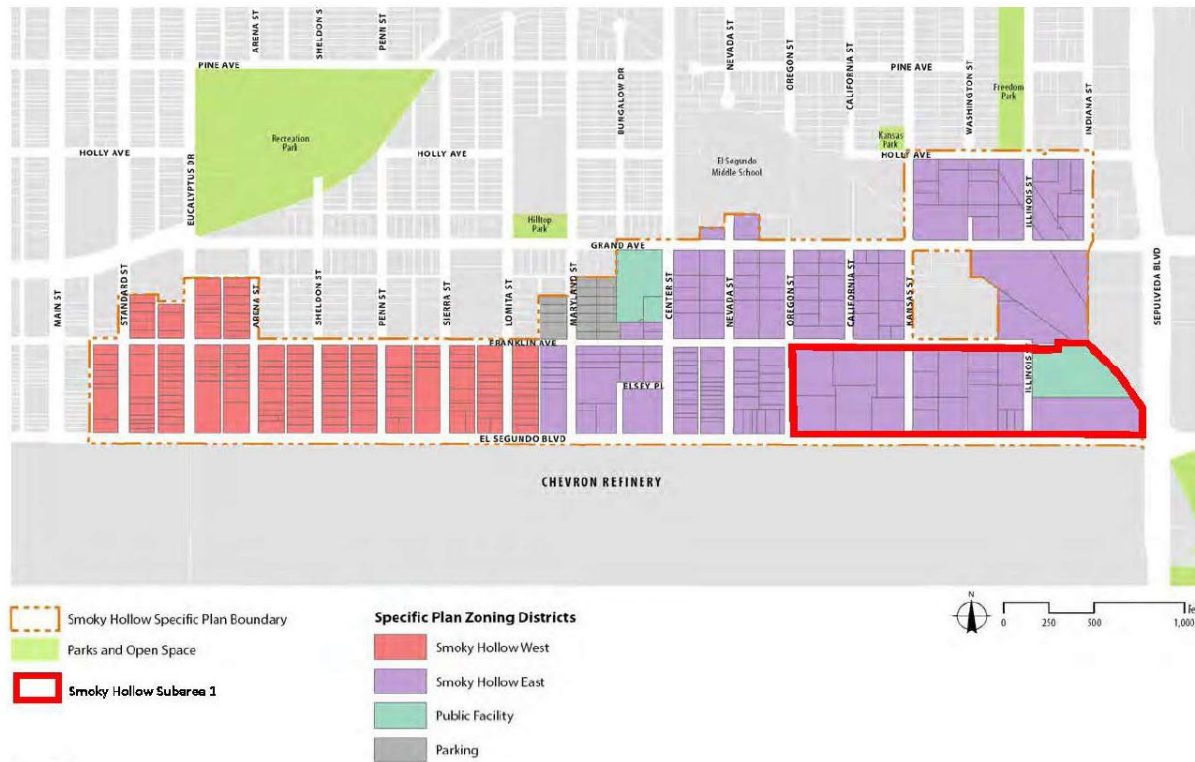 ARENA ST
SHELDON S
PENN ST
NEVADA ST
OREGON ST
CALIFORNIA ST
PINE AVE
BUNGALOW DR
PINE AVE
WASHINGTON ST
Freedom
Park
INDIANA ST
Recreation
Park
Kansas
Park
HOLLY AVE
HOLLY AVE
HOLLY AVE
EUCALYPTUS DR
El Segundo
Middle School
ILLINOIS ST
Hilltop
Park
GRAND AVE
MAIN ST
STANDARD ST
ARENA ST
SHELDON ST
PENN ST
SIERRA ST
LOMITA ST
MARYLAND ST
CENTER ST
NEVADA ST
OREGON ST
CALIFORNIA ST
KANSAS ST
SEPULVEDA BLVD
FRANKLIN AVE
ELSEY PL
ILLINOIS
EL SEGUNDO BLVD
CHEVRON REFINERY
Smoky Hollow Specific Plan Boundary
Parks and Open Space
Smoky Hollow Subarea 1
Specific Plan Zoning Districts
Smoky Hollow West
Smoky Hollow East
Public Facility
Parking
N
0 250 500 1,000
Fe